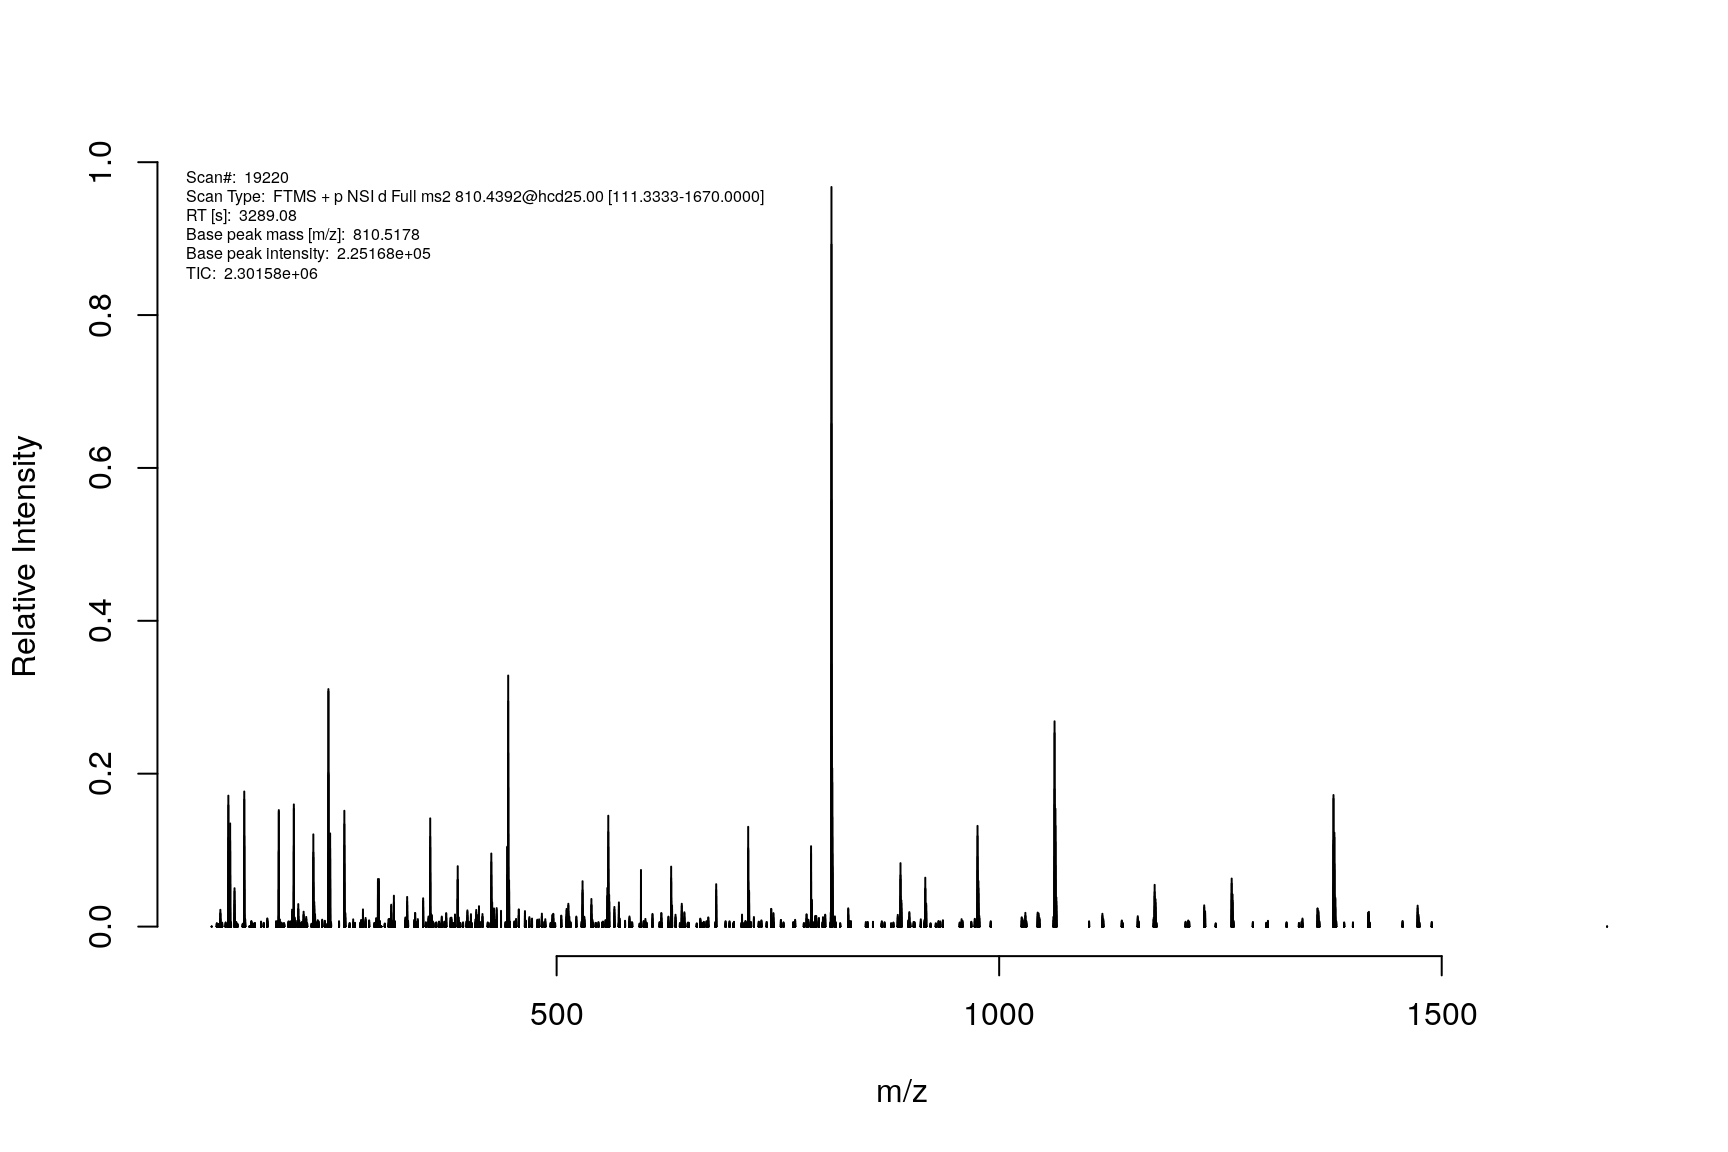 Scan#: 19220
Scan Type: FTMS + p NSI d Full ms2 810.4392@hcd25.00 [111.3333-1670.0000]
RT [s]: 3289.08
Base peak mass [m/z]: 810.5178
Base peak intensity: 2.25168e+05
TIC: 2.30158e+06
Relative Intensity
1.0
0.8
0.6
0.4
0.2
0.0
500 1000 1500
m/z